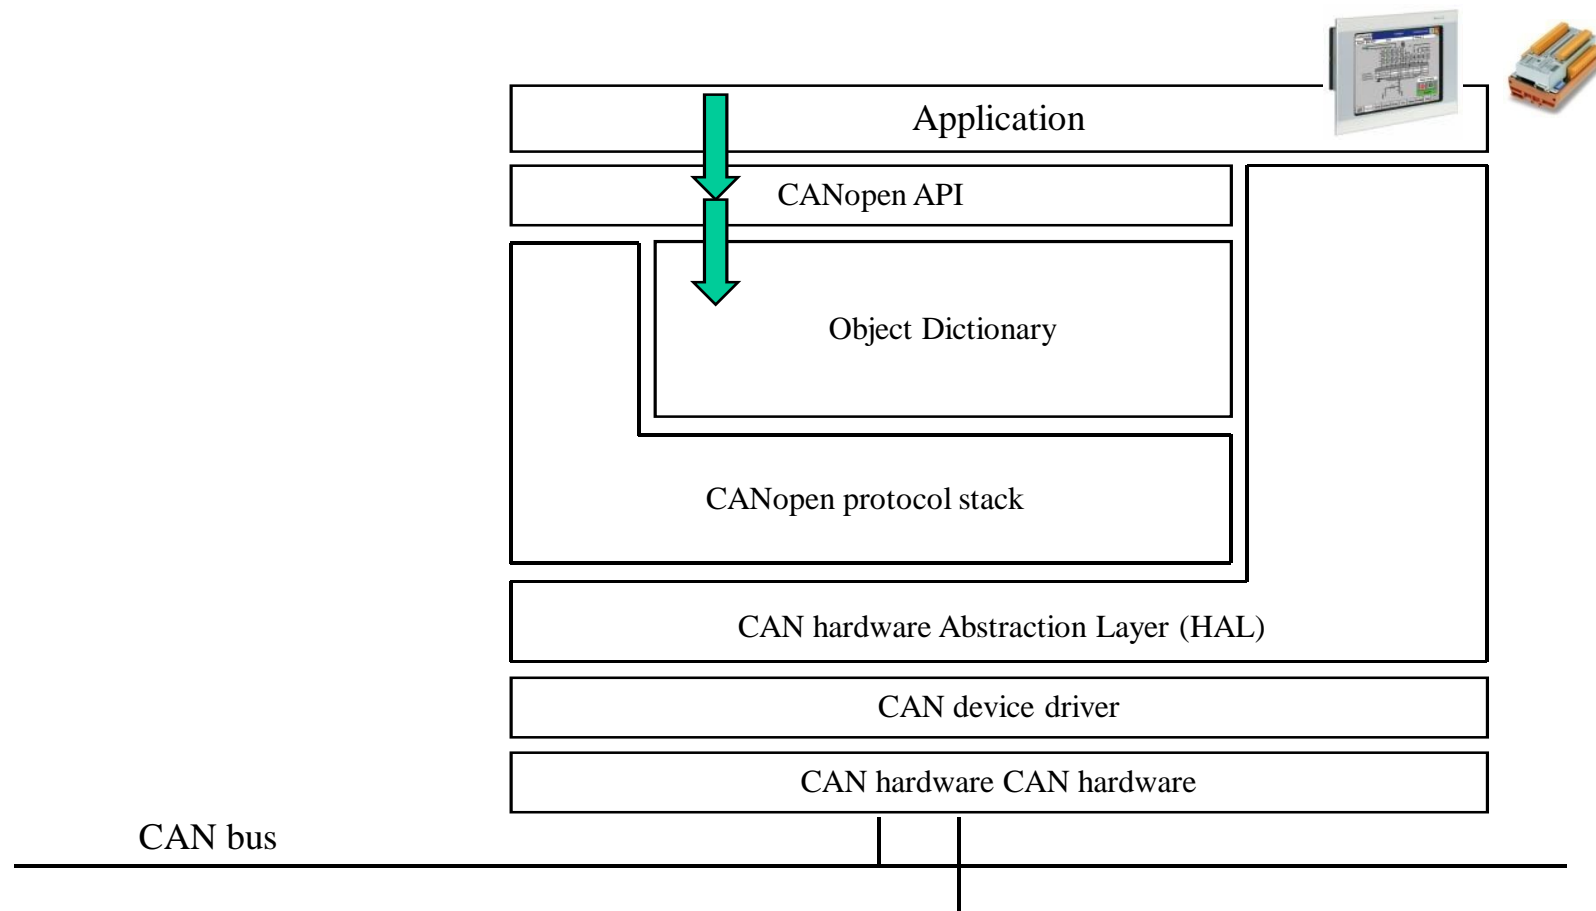 Application
CANopen API
Object Dictionary
CANopen protocol stack
CAN hardware Abstraction Layer (HAL)
CAN device driver
CAN hardware CAN hardware
CAN bus